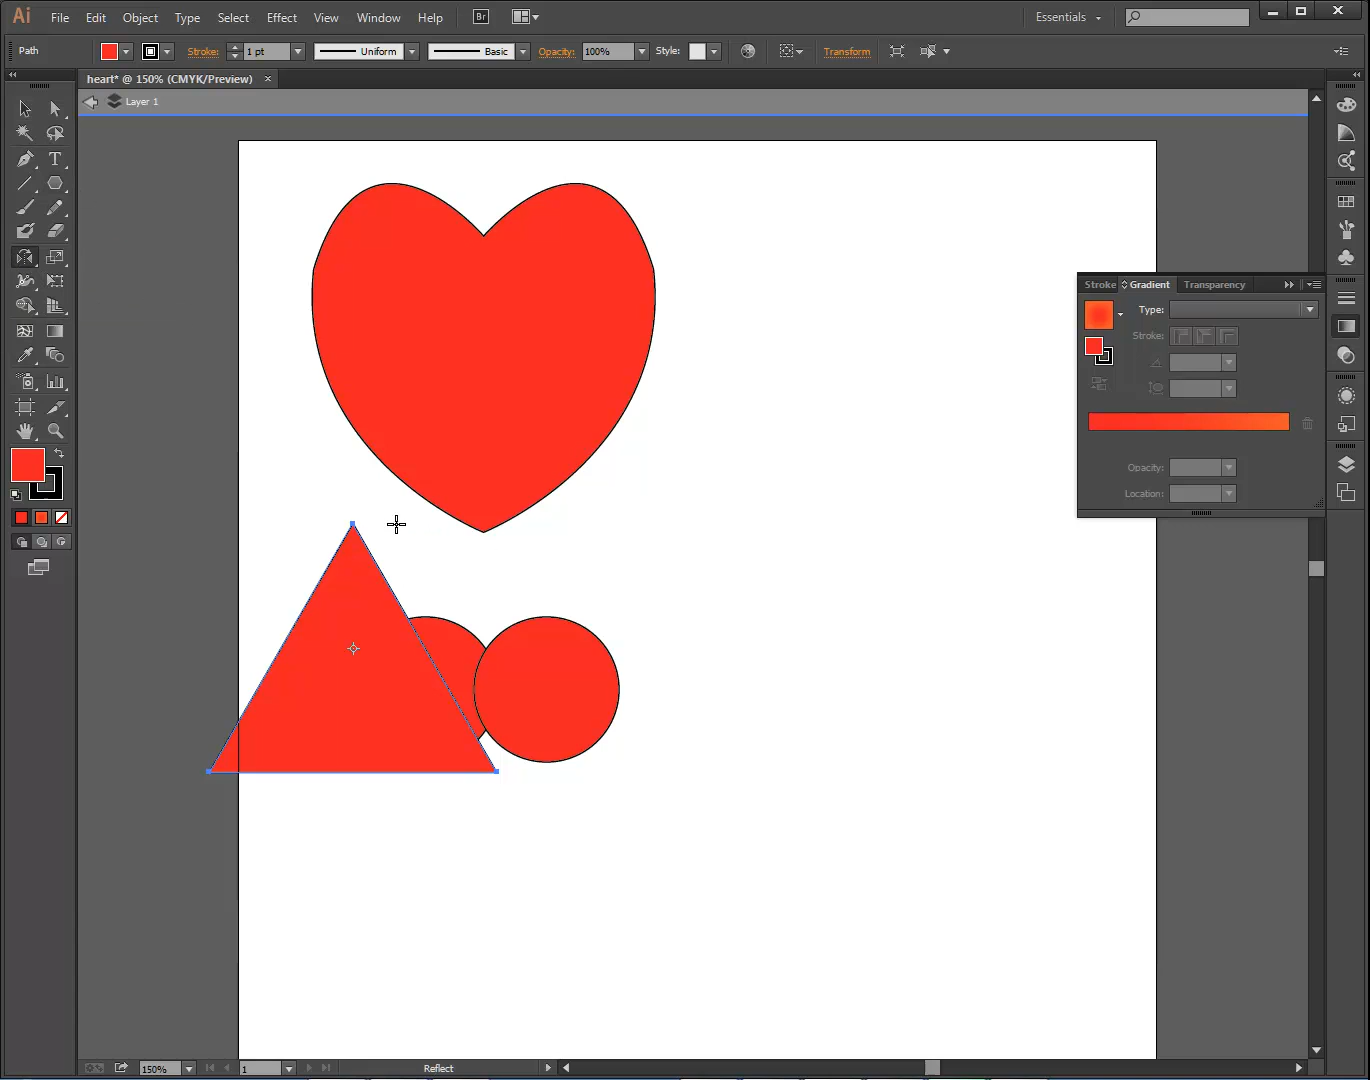 Ai File Edit Object Type Select Effect View Window Help Br Essentials
Path Stroke: 1 pt Uniform Basic Opacity: 100% Style: Transform
heart* @ 150% (CMYK/Preview) ×
Layer 1
Stroke Gradient Transparency
Type:
Stroke:
Opacity:
Location:
150% 1 Reflect